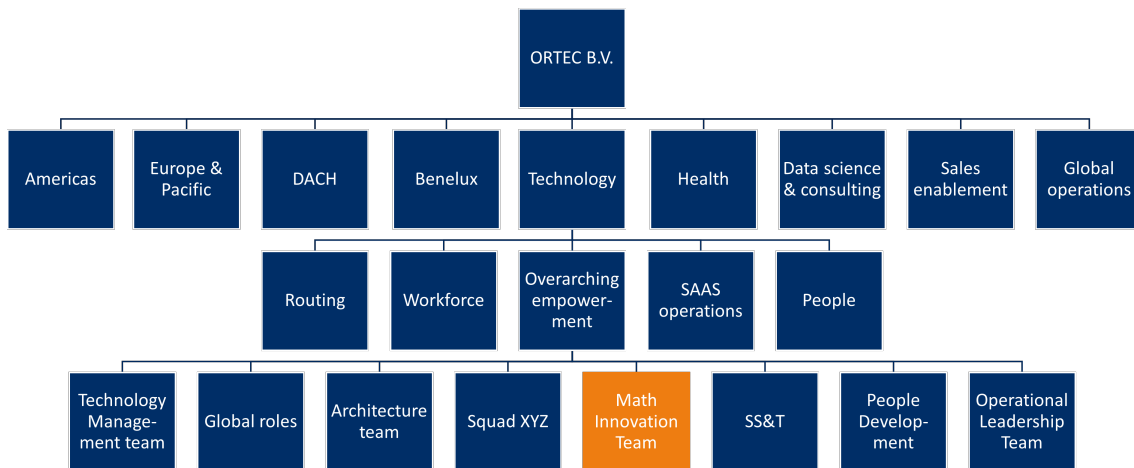 ORTEC B.V.
Americas
Europe &
Pacific
DACH
Benelux
Technology
Health
Data science
& consulting
Sales
enablement
Global
operations
Routing
Workforce
Overarching
empower-
ment
SAAS
operations
People
Technology
Manage-
ment team
Global roles
Architecture
team
Squad XYZ
Math
Innovation
Team
SS&T
People
Develop-
ment
Operational
Leadership
Team